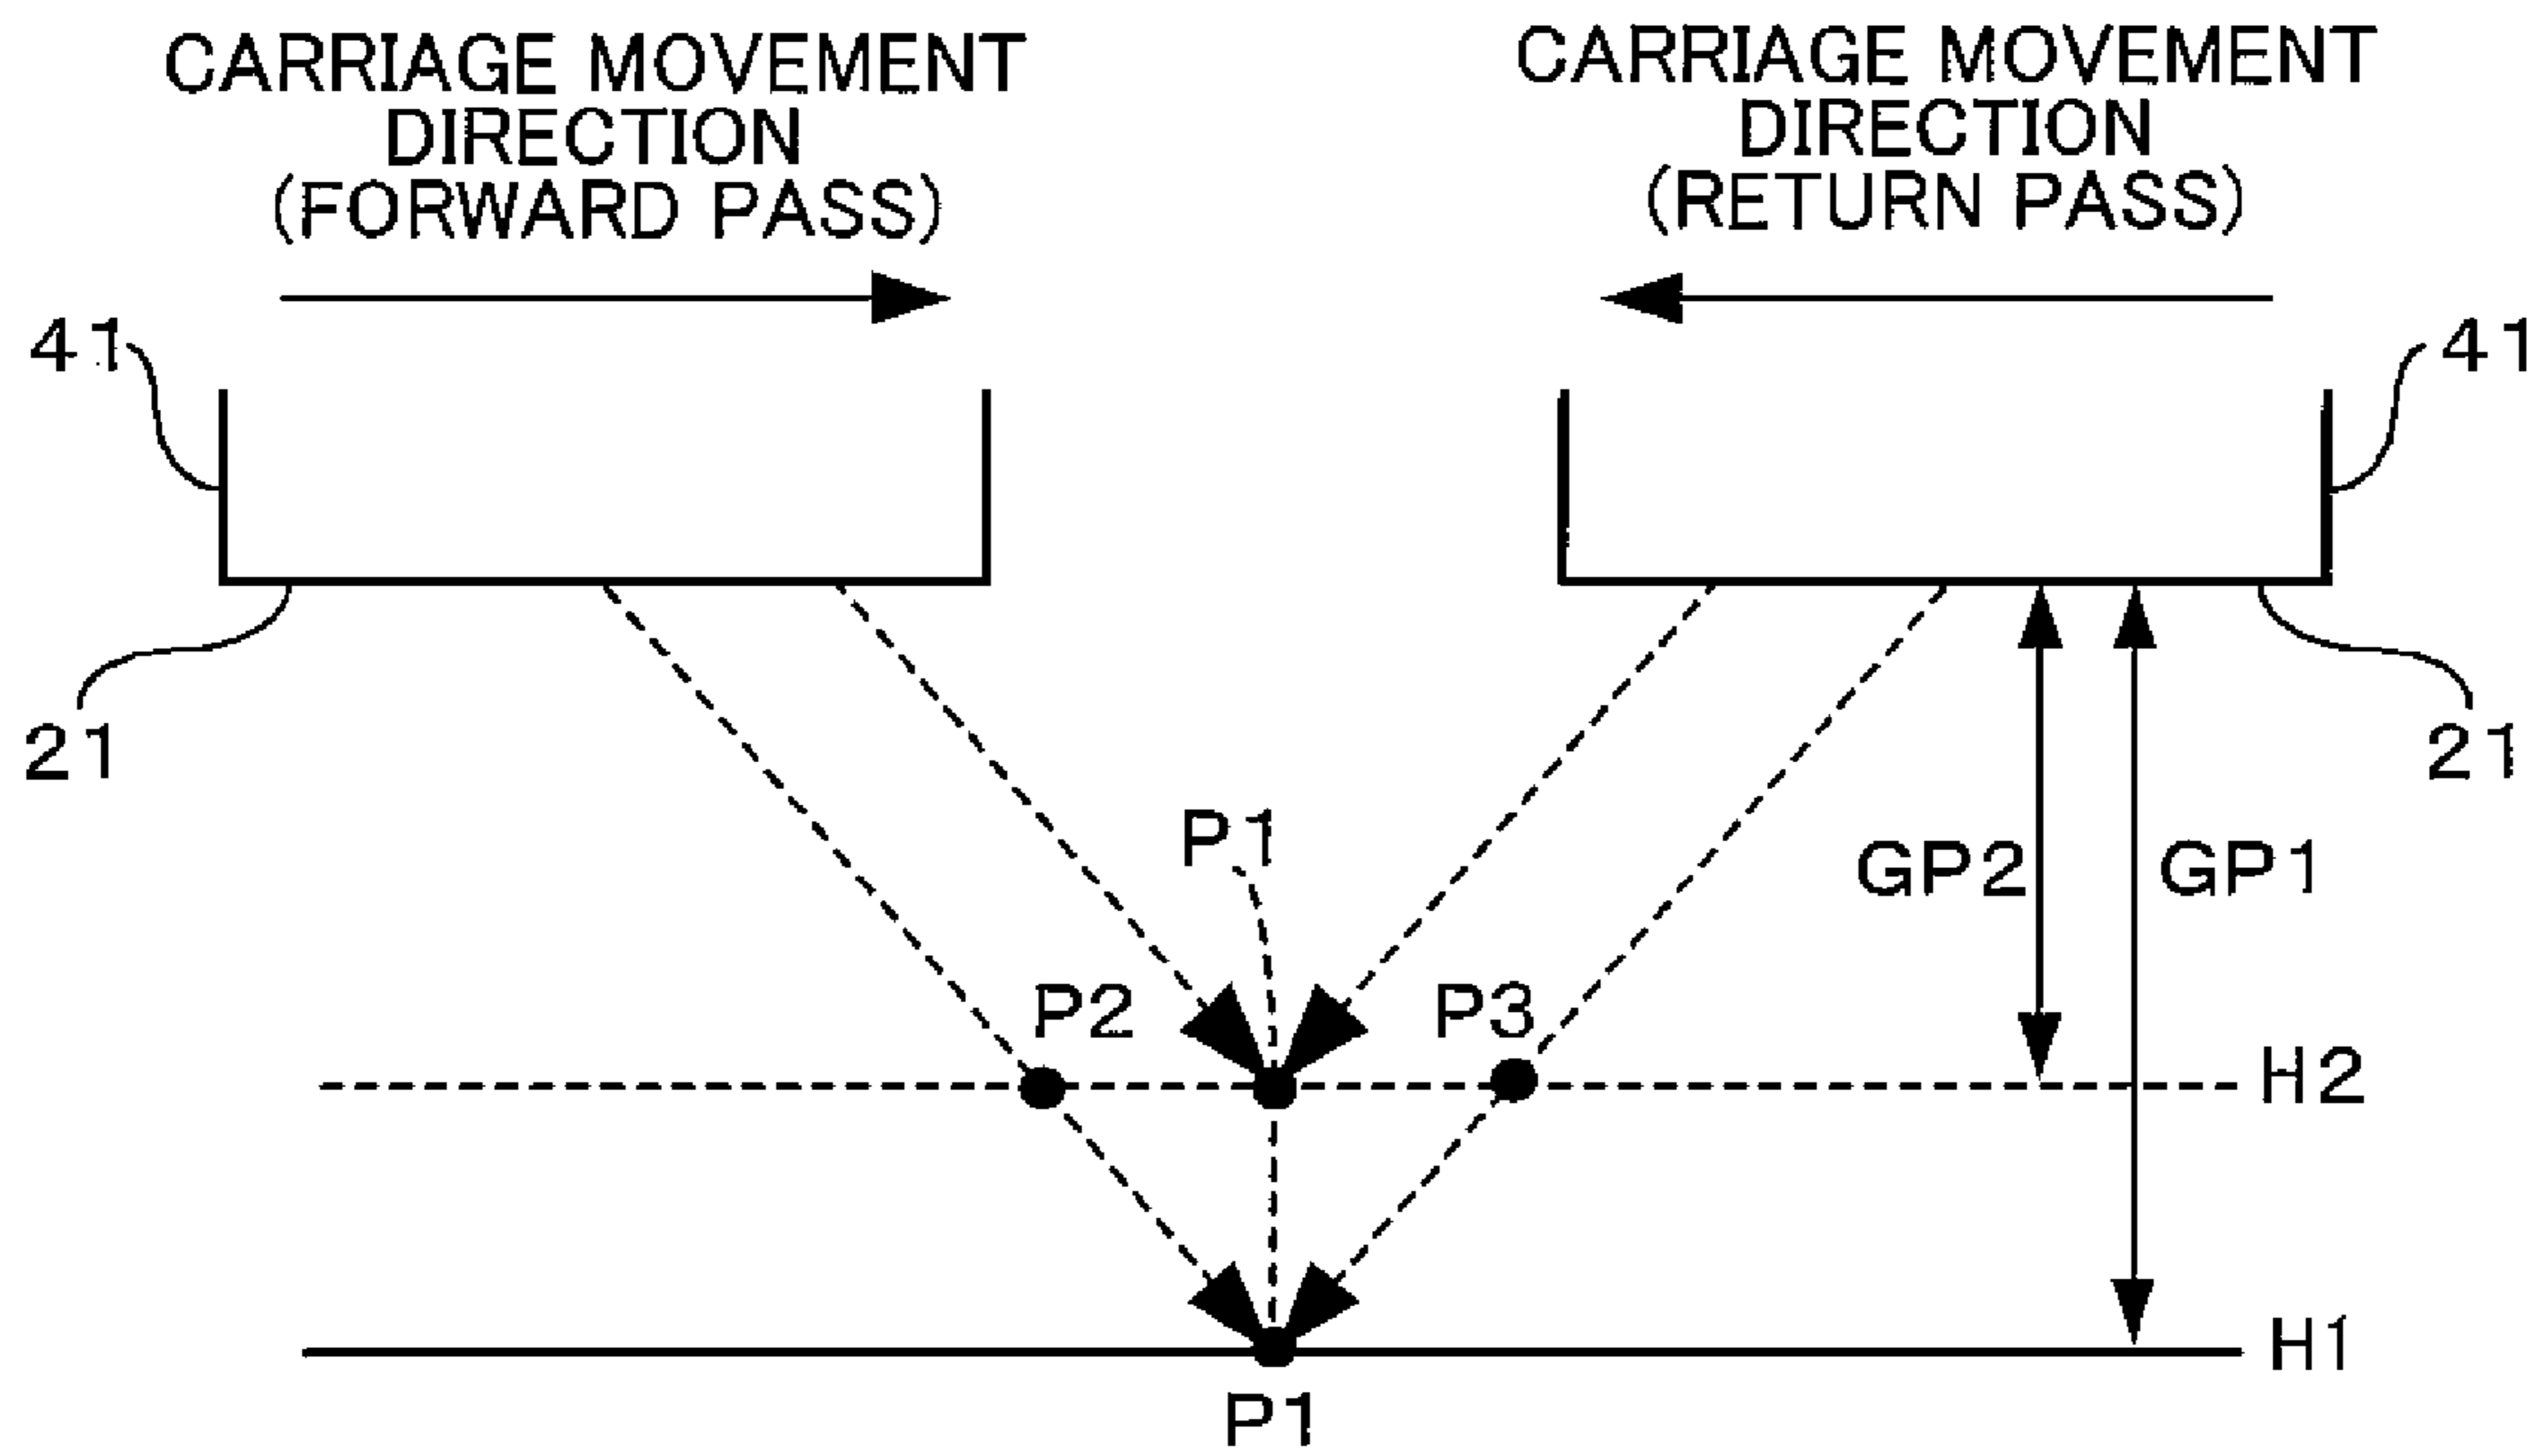 CARRIAGE MOVEMENT
DIRECTION
(FORWARD PASS)
CARRIAGE MOVEMENT
DIRECTION
(RETURN PASS)
41
41
21
21
P1
GP2
GP1
P2
P3
H2
H1
P1